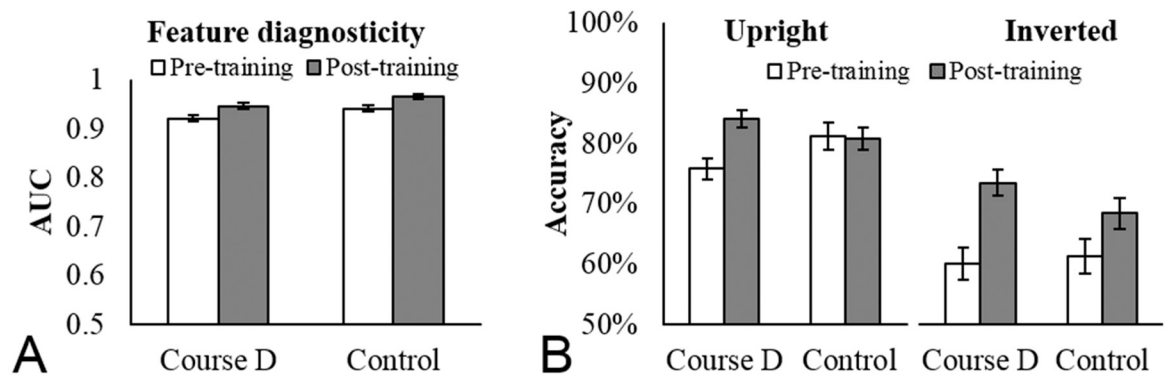 Feature diagnosticity
Pre-training Post-training
AUC
1
0.9
0.8
0.7
0.6
0.5
Course D Control
A
Upright Inverted
Pre-training Post-training
Accuracy
100%
90%
80%
70%
60%
50%
Course D Control Course D Control
B